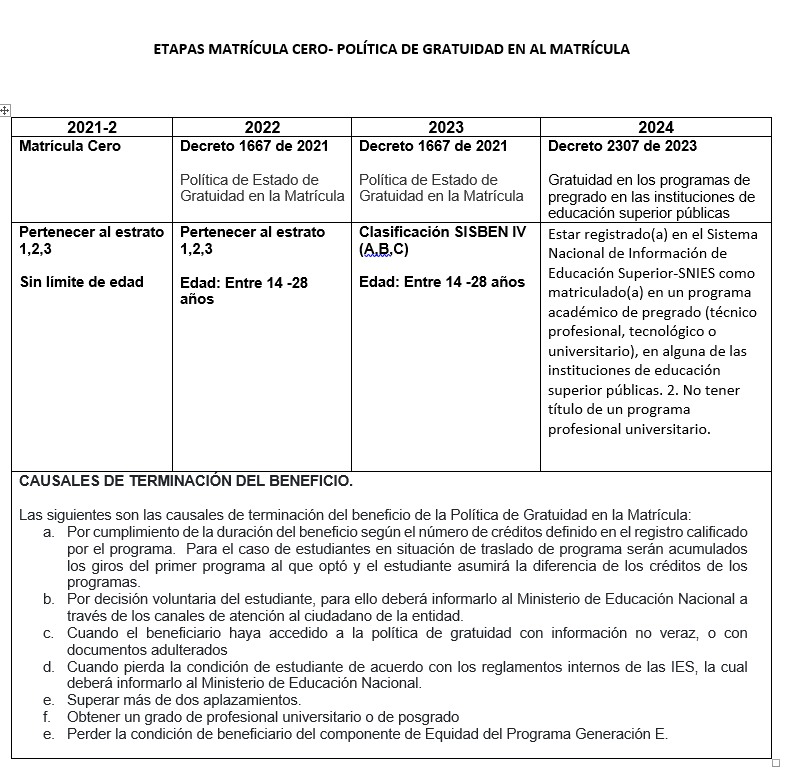 ETAPAS MATRÍCULA CERO- POLÍTICA DE GRATUIDAD EN AL MATRÍCULA
2021-2
2022
2023
2024
Matrícula Cero
Decreto 1667 de 2021
Política de Estado de
Gratuidad en la Matrícula
Decreto 1667 de 2021
Política de Estado de
Gratuidad en la Matrícula
Decreto 2307 de 2023
Gratuidad en los programas de
pregrado en las instituciones de
educación superior públicas
Pertenecer al estrato
1,2,3
Sin límite de edad
Pertenecer al estrato
1,2,3
Edad: Entre 14 -28
años
Clasificación SISBEN IV
(A,B,C)
Edad: Entre 14 -28 años
Estar registrado(a) en el Sistema
Nacional de Información de
Educación Superior-SNIES como
matriculado(a) en un programa
académico de pregrado (técnico
profesional, tecnológico o
universitario), en alguna de las
instituciones de educación
superior públicas. 2. No tener
título de un programa
profesional universitario.
CAUSALES DE TERMINACIÓN DEL BENEFICIO.
Las siguientes son las causales de terminación del beneficio de la Política de Gratuidad en la Matrícula:
a. Por cumplimiento de la duración del beneficio según el número de créditos definido en el registro calificado
por el programa. Para el caso de estudiantes en situación de traslado de programa serán acumulados
los giros del primer programa al que optó y el estudiante asumirá la diferencia de los créditos de los
programas.
b. Por decisión voluntaria del estudiante, para ello deberá informarlo al Ministerio de Educación Nacional a
través de los canales de atención al ciudadano de la entidad.
c. Cuando el beneficiario haya accedido a la política de gratuidad con información no veraz, o con
documentos adulterados
d. Cuando pierda la condición de estudiante de acuerdo con los reglamentos internos de las IES, la cual
deberá informarlo al Ministerio de Educación Nacional.
e. Superar más de dos aplazamientos.
f. Obtener un grado de profesional universitario o de posgrado
e. Perder la condición de beneficiario del componente de Equidad del Programa Generación E.